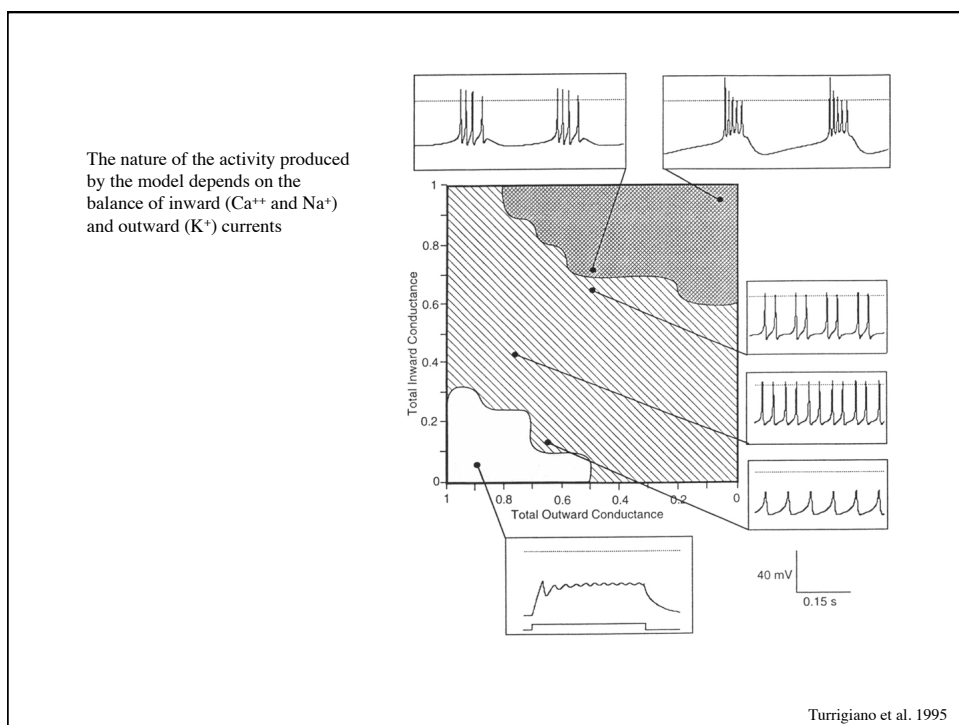 The nature of the activity produced
by the model depends on the
balance of inward (Ca++ and Na+)
and outward (K+) currents
Total Inward Conductance
1
0.8
0.6
0.4
0.2
0
1
0.8
0.6
0.4
0.2
0
Total Outward Conductance
40 mV
0.15 s
Turrigiano et al. 1995